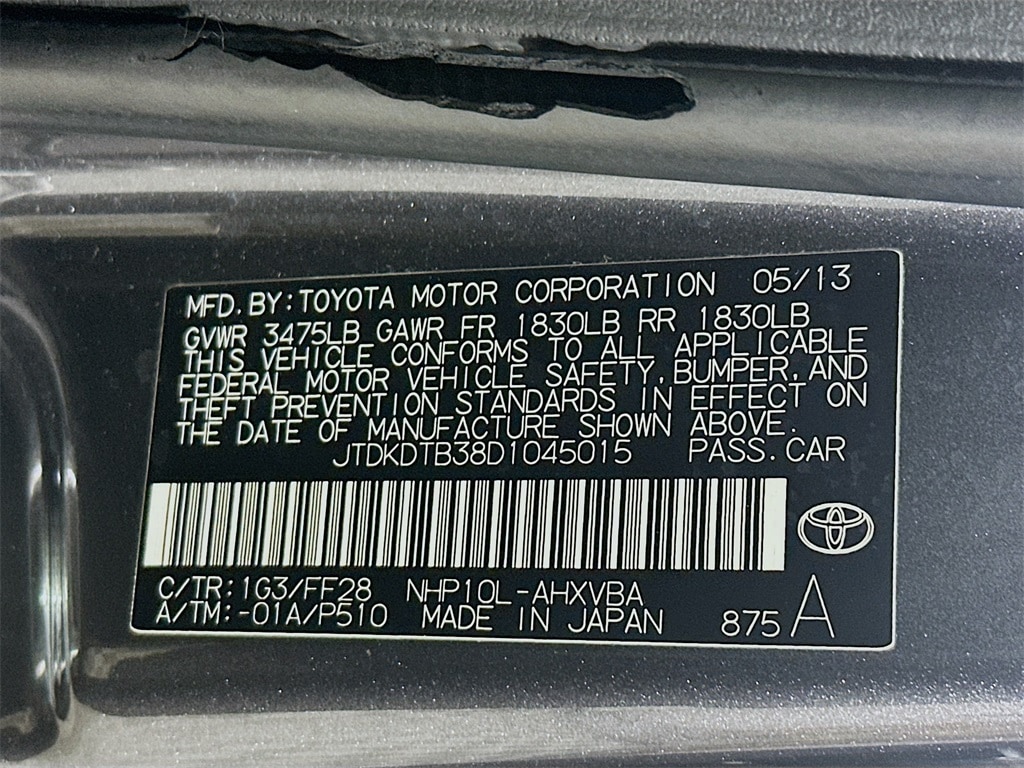 MFD. BY: TOYOTA MOTOR CORPORATION 05/13
GVWR 3475LB GAWR FR 1830LB RR 1830LB
THIS VEHICLE CONFORMS TO ALL APPLICABLE
FEDERAL MOTOR VEHICLE SAFETY, BUMPER, AND
THEFT PREVENTION STANDARDS IN EFFECT ON
THE DATE OF MANUFACTURE SHOWN ABOVE.
JTDKDTB38D1045015 PASS. CAR
C/TR: 1G3/FF28 NHP10L-AHXVBA
A/TM: -01A/P510 MADE IN JAPAN 875 A